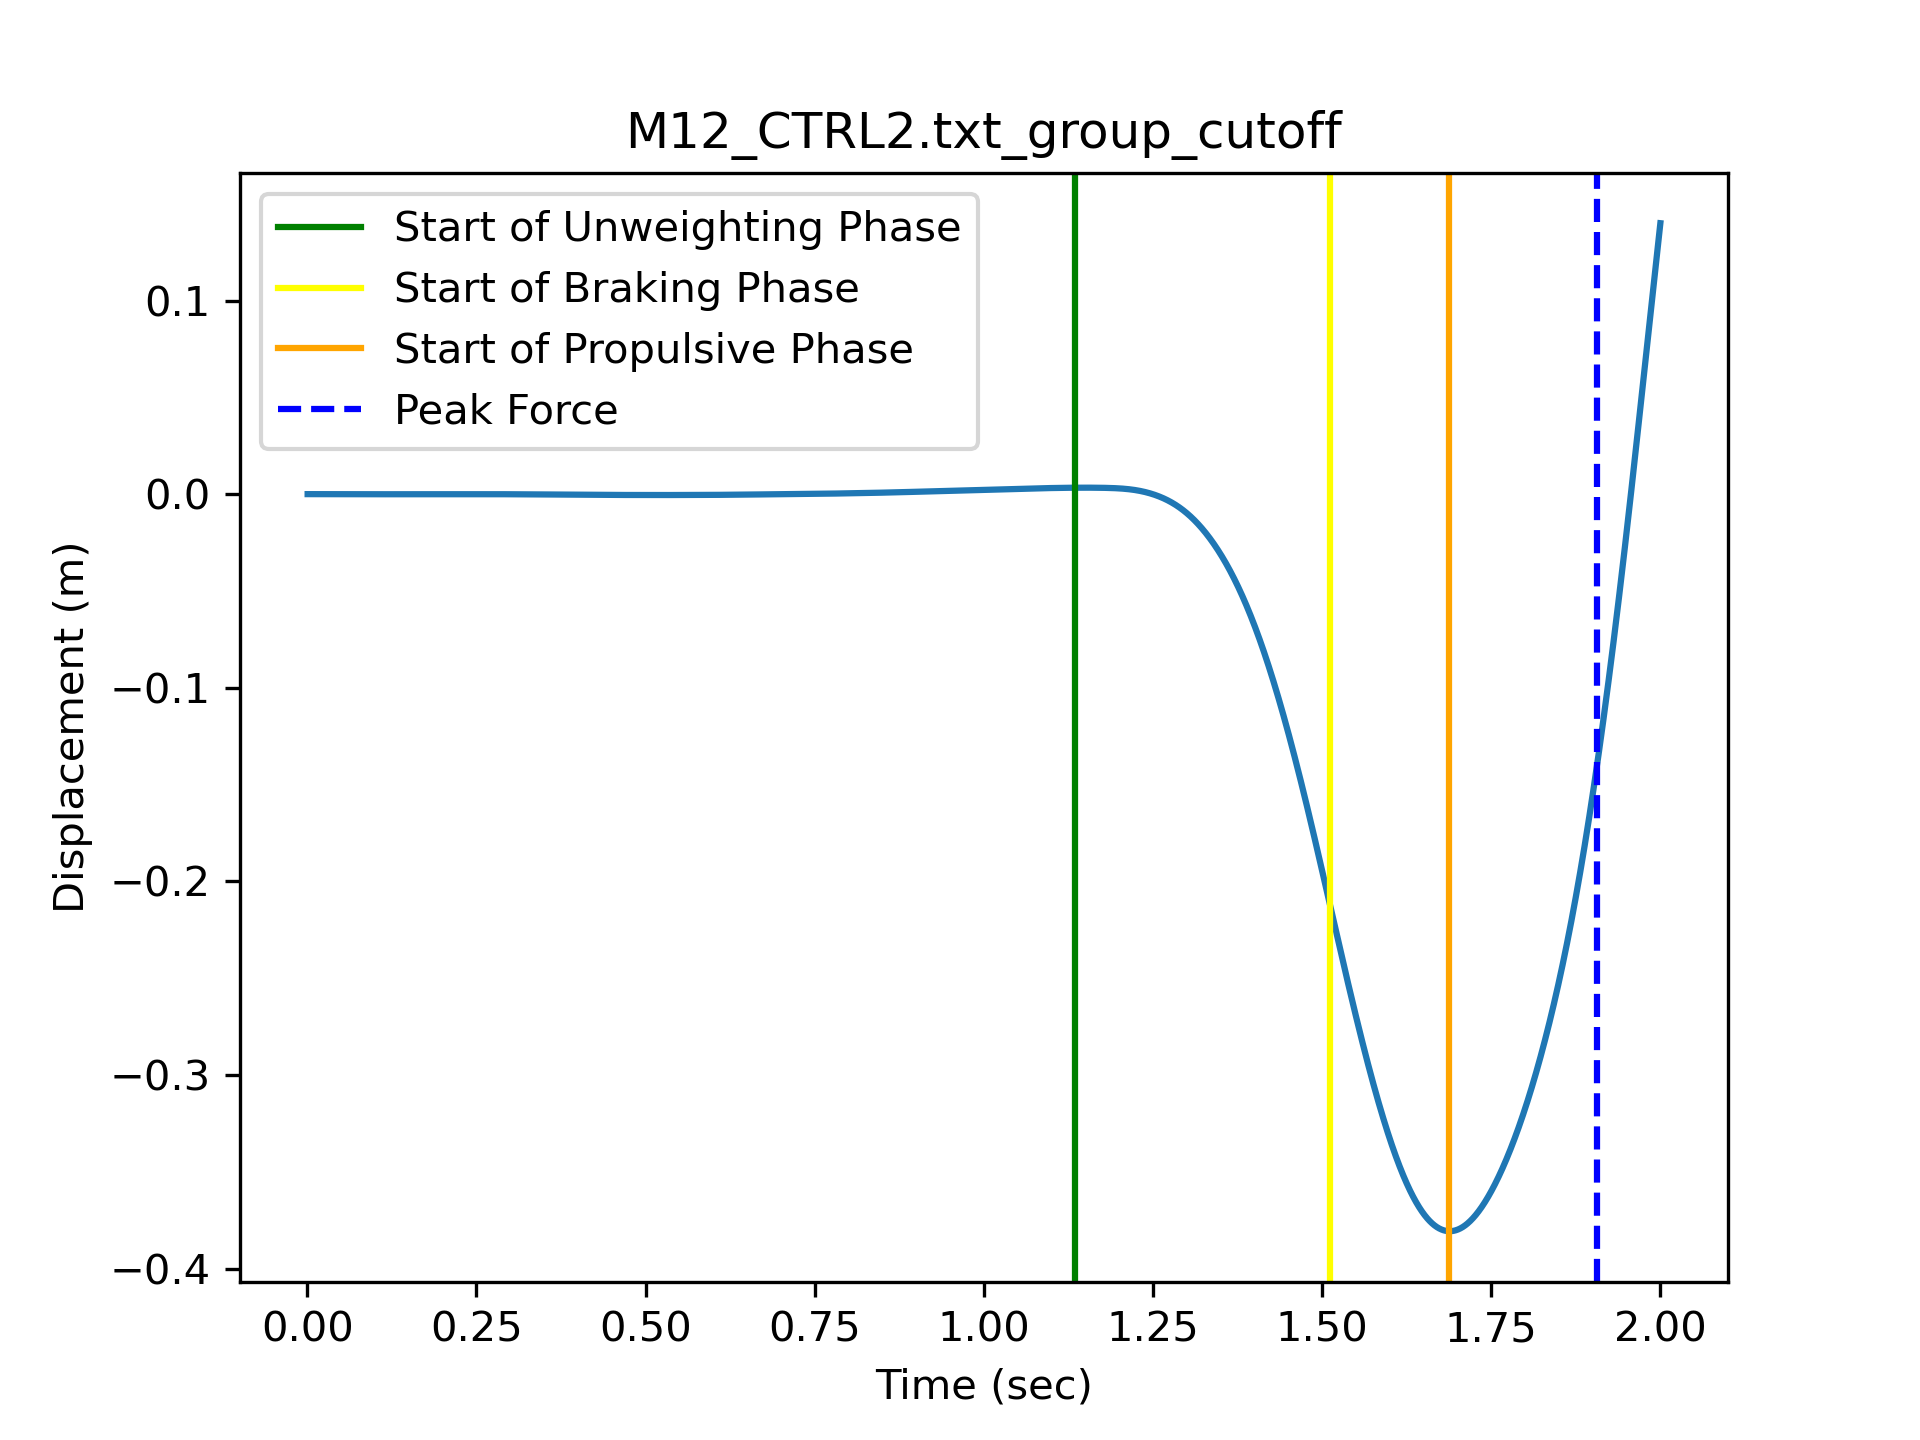 M12_CTRL2.txt_group_cutoff
Start of Unweighting Phase
Start of Braking Phase
Start of Propulsive Phase
Peak Force
0.1
0.0
−0.1
−0.2
−0.3
−0.4
Displacement (m)
0.00 0.25 0.50 0.75 1.00 1.25 1.50 1.75 2.00
Time (sec)